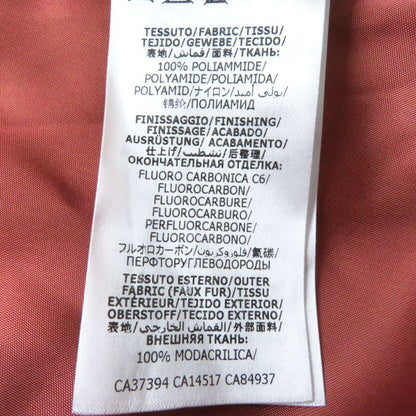 TESSUTO/FABRIC/TISSU/
TEJIDO/GEWEBE/TECIDO/
表地/قماش/面料/ТКАНЬ:
100% POLIAMMIDE/
POLYAMIDE/POLIAMIDA/
POLYAMID/ナイロン/بولي أميد/
锦纶/ПОЛИАМИД
FINISSAGGIO/FINISHING/
FINISSAGE/ACABADO/
AUSRÜSTUNG/ACABAMENTO/
仕上げ/تشطيب/后整理/
ОКОНЧАТЕЛЬНАЯ ОТДЕЛКА:
FLUORO CARBONICA C6/
FLUOROCARBON/
FLUOROCARBURE/
FLUOROCARBURO/
PERFLUORCARBONE/
FLUOROCARBONO/
フルオロカーボン/فلوروكربون/氟碳/
ПЕРФТОРУГЛЕВОДОРОДЫ
TESSUTO ESTERNO/OUTER
FABRIC (FAUX FUR)/TISSU
EXTÉRIEUR/TEJIDO EXTERIOR/
OBERSTOFF/TECIDO EXTERIOR/
表地/القماش الخارجي/外部面料/
ВНЕШНЯЯ ТКАНЬ:
100% MODACRILICA/
CA37394 CA14517 CA84937